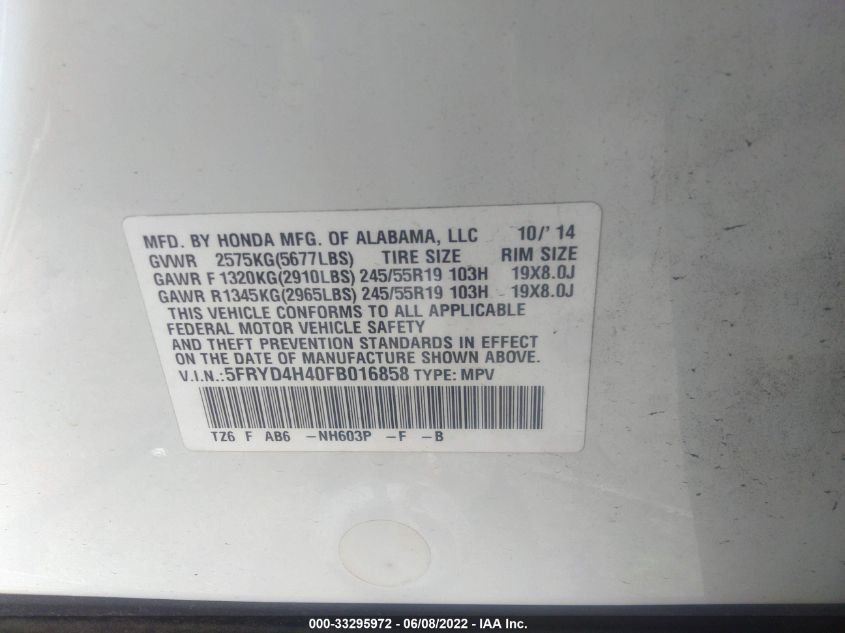 MFD. BY HONDA MFG. OF ALABAMA, LLC 10/'14
GVWR 2575KG(5677LBS) TIRE SIZE RIM SIZE
GAWR F 1320KG(2910LBS) 245/55R19 103H 19X8.0J
GAWR R1345KG(2965LBS) 245/55R19 103H 19X8.0J
THIS VEHICLE CONFORMS TO ALL APPLICABLE
FEDERAL MOTOR VEHICLE SAFETY
AND THEFT PREVENTION STANDARDS IN EFFECT
ON THE DATE OF MANUFACTURE SHOWN ABOVE.
V.I.N.:5FRYD4H40FB016858 TYPE: MPV
TZ6 F AB6 -NH603P -F -B
000-33295972 - 06/08/2022 - IAA Inc.